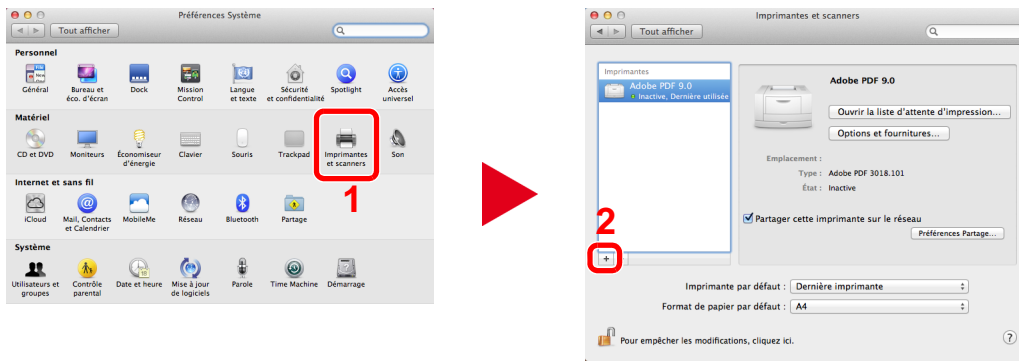 Préférences Système
Tout afficher
Personnel
Général
Bureau et éco. d'écran
Dock
Mission Control
Langue et texte
Sécurité et confidentialité
Spotlight
Accès universel
Matériel
CD et DVD
Moniteurs
Économiseur d'énergie
Clavier
Souris
Trackpad
Imprimantes et scanners
Son
1
Internet et sans fil
iCloud
Mail, Contacts et Calendrier
MobileMe
Réseau
Bluetooth
Partage
Système
Utilisateurs et groupes
Contrôle parental
Date et heure
Mise à jour de logiciels
Parole
Time Machine
Démarrage
Imprimantes et scanners
Tout afficher
Imprimantes
Adobe PDF 9.0
Inactive, Dernière utilisée
Adobe PDF 9.0
Ouvrir la liste d'attente d'impression...
Options et fournitures...
Emplacement :
Type : Adobe PDF 3018.101
État : Inactive
Partager cette imprimante sur le réseau
Préférences Partage...
2
+
Imprimante par défaut : Dernière imprimante
Format de papier par défaut : A4
Pour empêcher les modifications, cliquez ici.
?